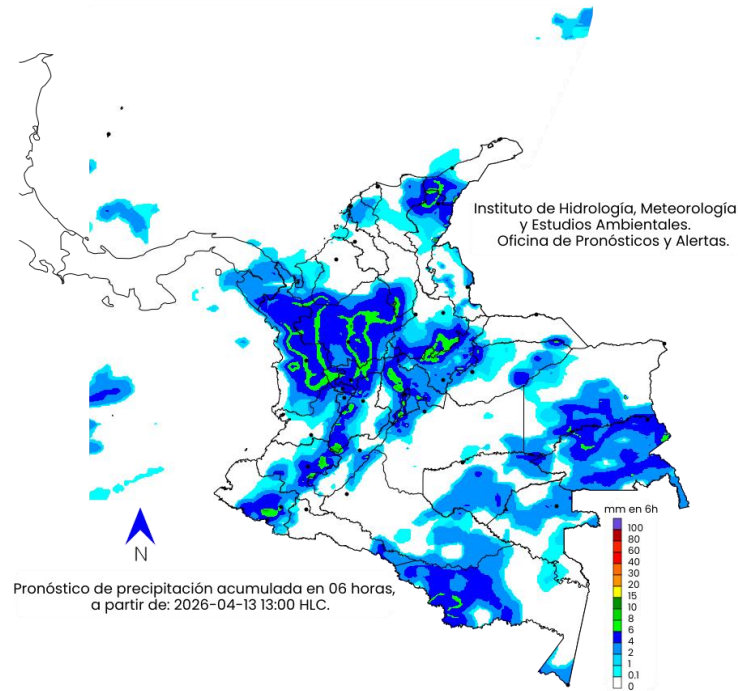 Instituto de Hidrología, Meteorología
y Estudios Ambientales.
Oficina de Pronósticos y Alertas.
N
Pronóstico de precipitación acumulada en 06 horas,
a partir de: 2026-04-13 13:00 HLC.
mm en 6h
100
80
60
40
30
20
15
10
8
6
4
2
1
0.1
0